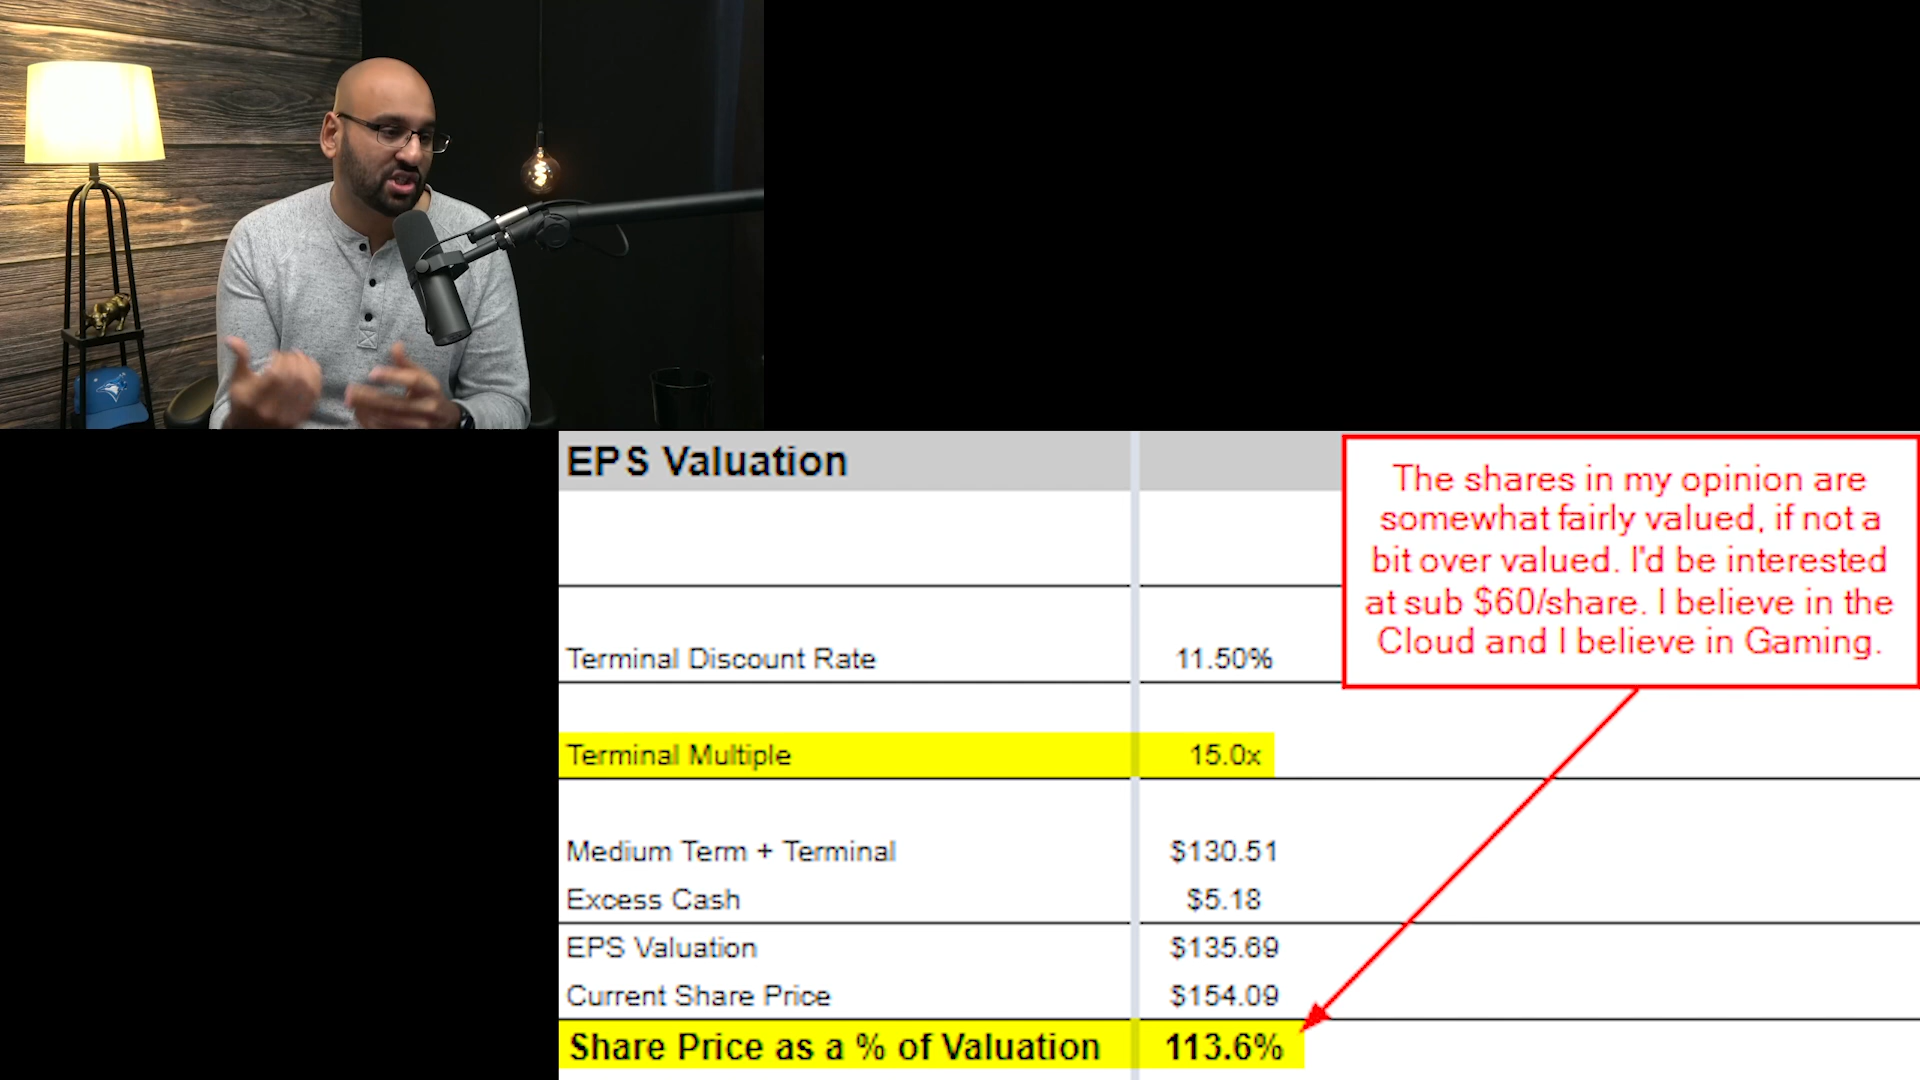 EPS Valuation
The shares in my opinion are
somewhat fairly valued, if not a
bit over valued. I'd be interested
at sub $60/share. I believe in the
Cloud and I believe in Gaming.
Terminal Discount Rate 11.50%
Terminal Multiple 15.0x
Medium Term + Terminal $130.51
Excess Cash $5.18
EPS Valuation $135.69
Current Share Price $154.09
Share Price as a % of Valuation 113.6%